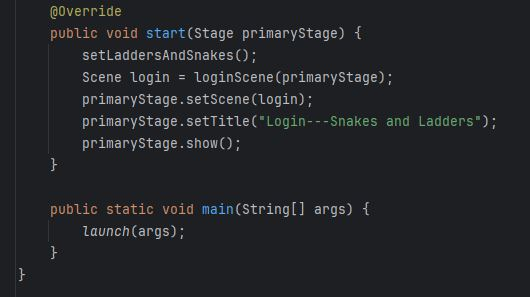 @Override
public void start(Stage primaryStage) {
setLaddersAndSnakes();
Scene login = loginScene(primaryStage);
primaryStage.setScene(login);
primaryStage.setTitle("Login---Snakes and Ladders");
primaryStage.show();
}
public static void main(String[] args) {
launch(args);
}
}